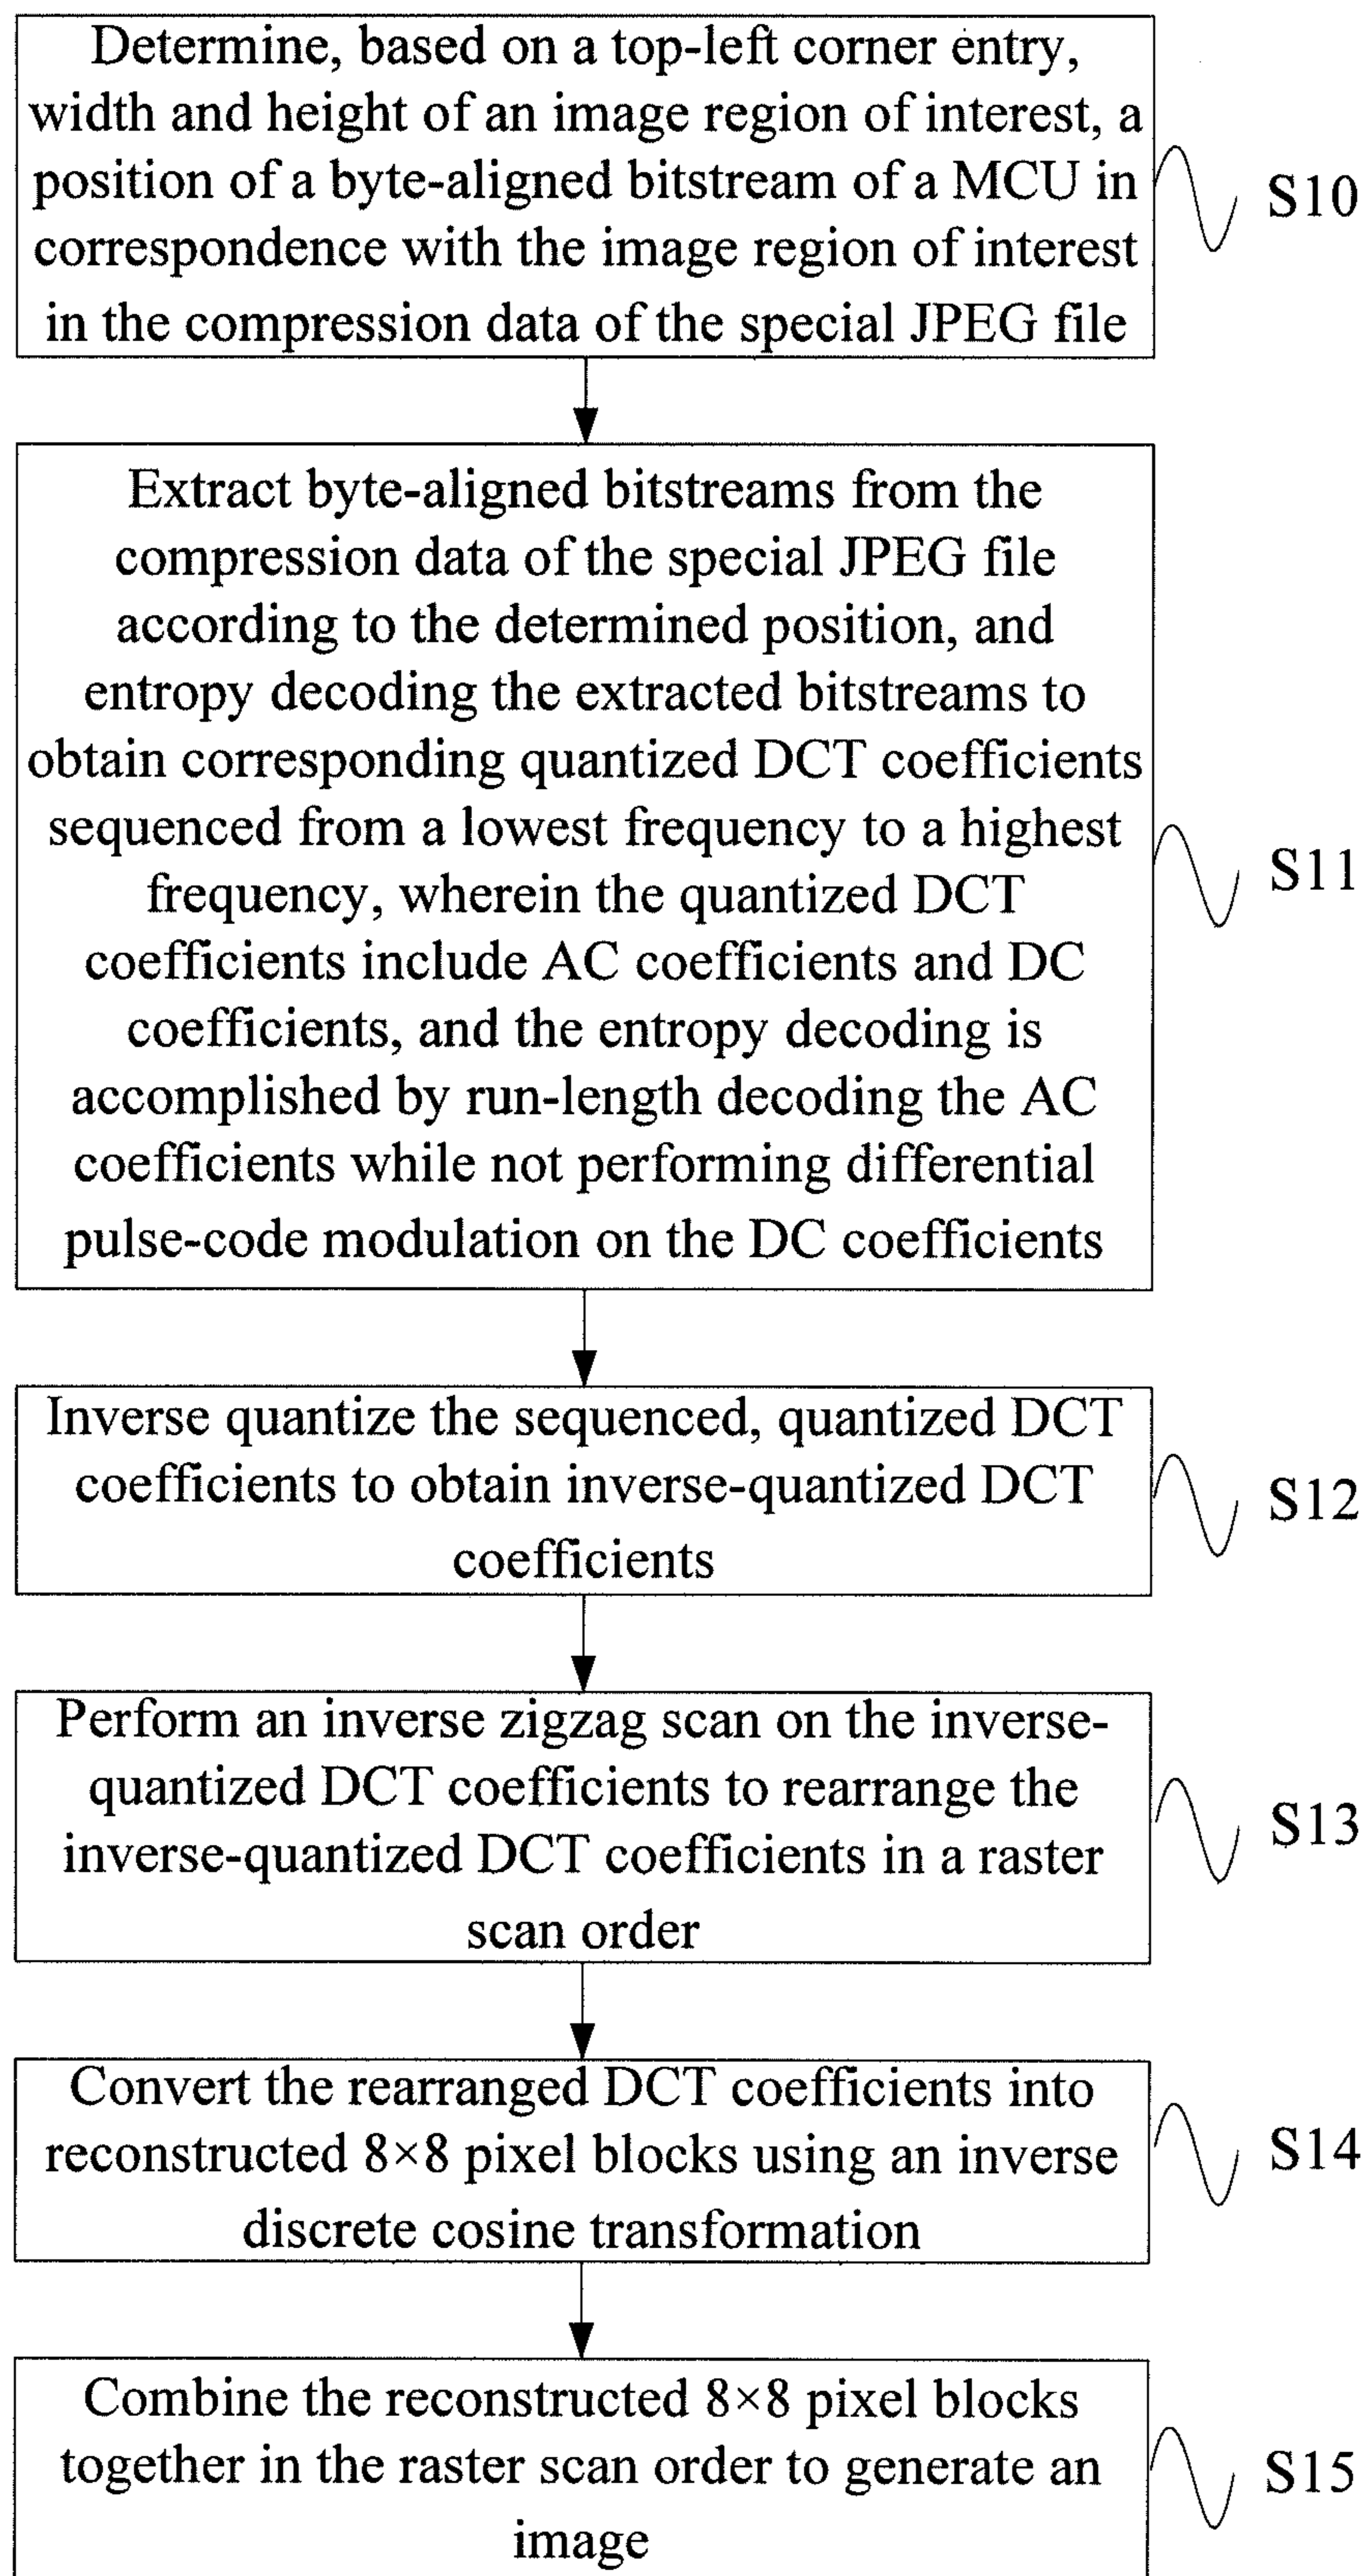 Determine, based on a top-left corner entry,
width and height of an image region of interest, a
position of a byte-aligned bitstream of a MCU in
correspondence with the image region of interest
in the compression data of the special JPEG file
S10
Extract byte-aligned bitstreams from the
compression data of the special JPEG file
according to the determined position, and
entropy decoding the extracted bitstreams to
obtain corresponding quantized DCT coefficients
sequenced from a lowest frequency to a highest
frequency, wherein the quantized DCT
coefficients include AC coefficients and DC
coefficients, and the entropy decoding is
accomplished by run-length decoding the AC
coefficients while not performing differential
pulse-code modulation on the DC coefficients
S11
Inverse quantize the sequenced, quantized DCT
coefficients to obtain inverse-quantized DCT
coefficients
S12
Perform an inverse zigzag scan on the inverse-
quantized DCT coefficients to rearrange the
inverse-quantized DCT coefficients in a raster
scan order
S13
Convert the rearranged DCT coefficients into
reconstructed 8×8 pixel blocks using an inverse
discrete cosine transformation
S14
Combine the reconstructed 8×8 pixel blocks
together in the raster scan order to generate an
image
S15